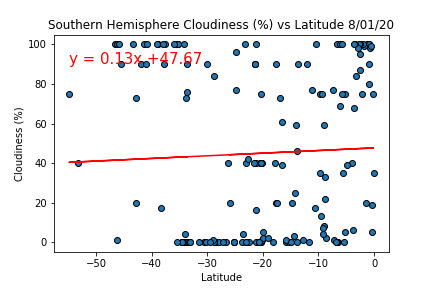 Southern Hemisphere Cloudiness (%) vs Latitude 8/01/20
100
y = 0.13x +47.67
80
60
40
20
0
Cloudiness (%)
−50 −40 −30 −20 −10 0
Latitude